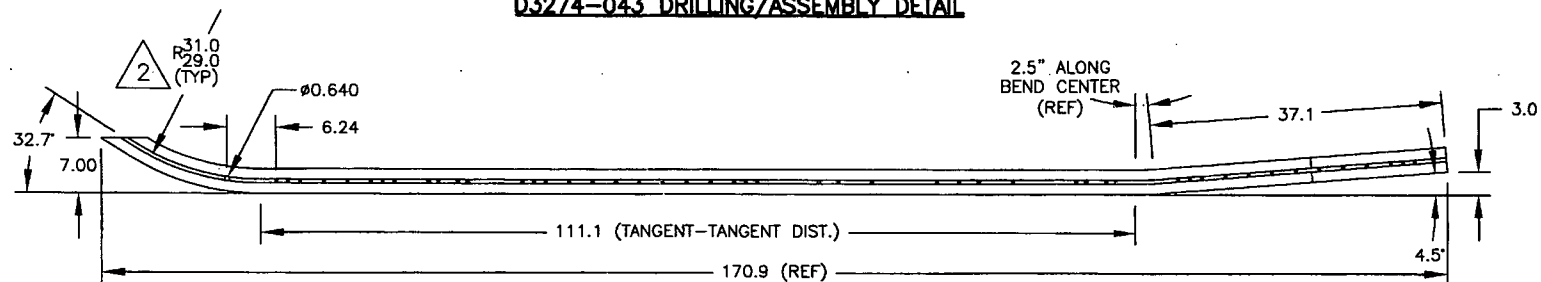 D3274-043 DRILLING/ASSEMBLY DETAIL
2
R31.0
29.0
(TYP)
Ø0.640
6.24
32.7°
7.00
2.5" ALONG
BEND CENTER
(REF)
37.1
3.0
111.1 (TANGENT-TANGENT DIST.)
4.5°
170.9 (REF)